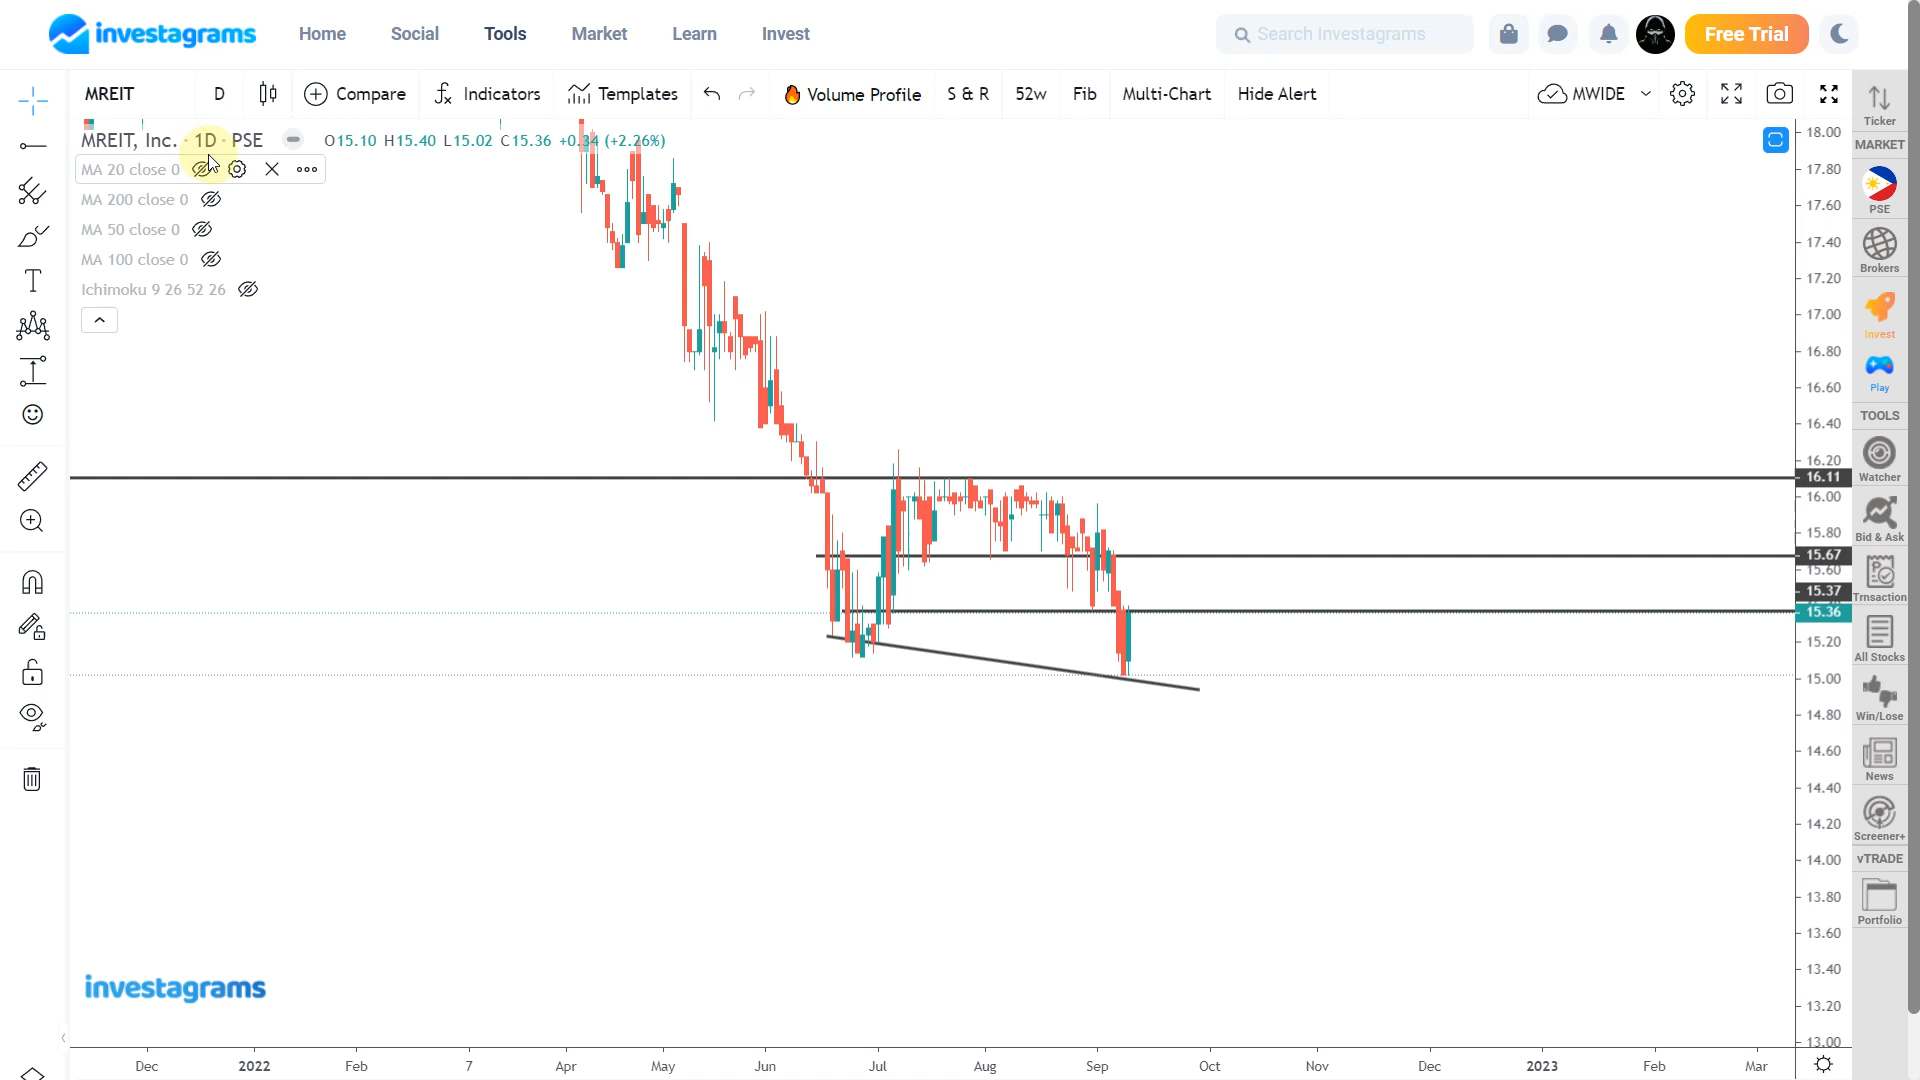 investagrams Home Social Tools Market Learn Invest Search Investagrams Free Trial
MREIT D Compare Indicators Templates Volume Profile S & R 52w Fib Multi-Chart Hide Alert MWIDE
MREIT, Inc. · 1D · PSE O15.10 H15.40 L15.02 C15.36 +0.34 (+2.26%)
MA 20 close 0
MA 200 close 0
MA 50 close 0
MA 100 close 0
Ichimoku 9 26 52 26
18.00
17.80
17.60
17.40
17.20
17.00
16.80
16.60
16.40
16.20
16.11
16.00
15.80
15.67
15.60
15.37
15.36
15.20
15.00
14.80
14.60
14.40
14.20
14.00
13.80
13.60
13.40
13.20
13.00
Ticker
MARKET
PSE
Brokers
Invest
Play
TOOLS
Watcher
Bid & Ask
Trnsaction
All Stocks
Win/Lose
News
Screener+
vTRADE
Portfolio
investagrams
Dec 2022 Feb 7 Apr May Jun Jul Aug Sep Oct Nov Dec 2023 Feb Mar